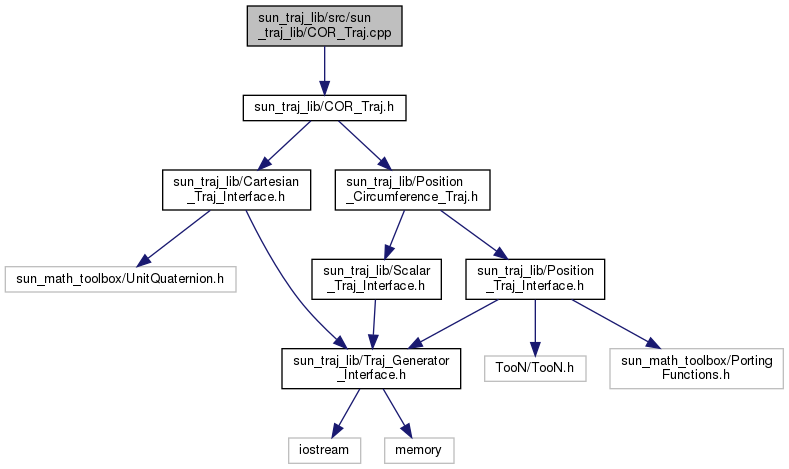 sun_traj_lib/src/sun
_traj_lib/COR_Traj.cpp
sun_traj_lib/COR_Traj.h
sun_traj_lib/Cartesian
_Traj_Interface.h
sun_traj_lib/Position
_Circumference_Traj.h
sun_math_toolbox/UnitQuaternion.h
sun_traj_lib/Scalar
_Traj_Interface.h
sun_traj_lib/Position
_Traj_Interface.h
sun_traj_lib/Traj_Generator
_Interface.h
TooN/TooN.h
sun_math_toolbox/Porting
Functions.h
iostream
memory